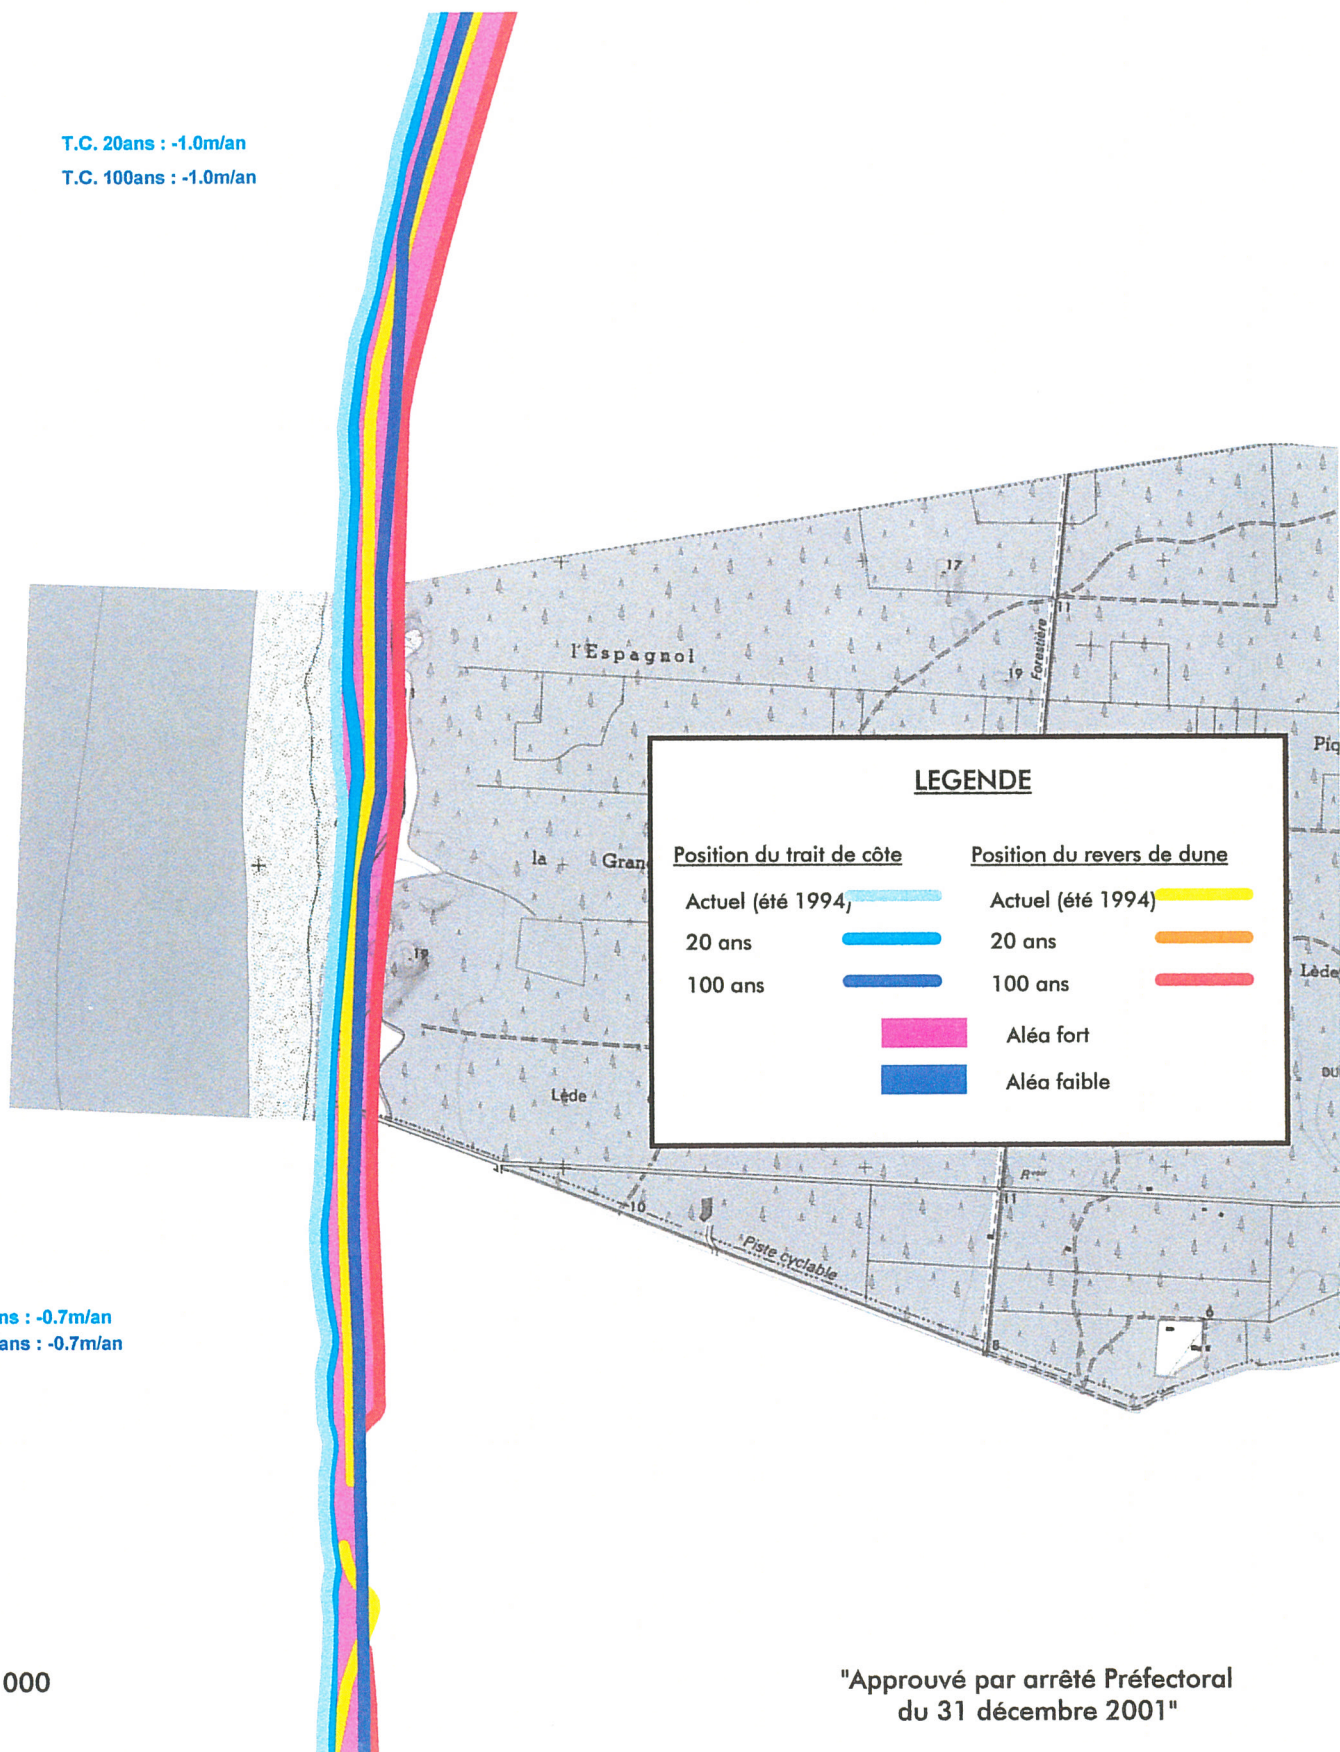 T.C. 20ans : -1.0m/an
T.C. 100ans : -1.0m/an
17
11
Forestière
l'Espagnol
19
Piq
LEGENDE
Position du trait de côte
Position du revers de dune
Actuel (été 1994)
Actuel (été 1994)
20 ans
20 ans
100 ans
100 ans
Aléa fort
Aléa faible
la Gran
19
Lède
Lède
DU
11
10
Piste cyclable
6
8
ns : -0.7m/an
ans : -0.7m/an
000
"Approuvé par arrêté Préfectoral
du 31 décembre 2001"